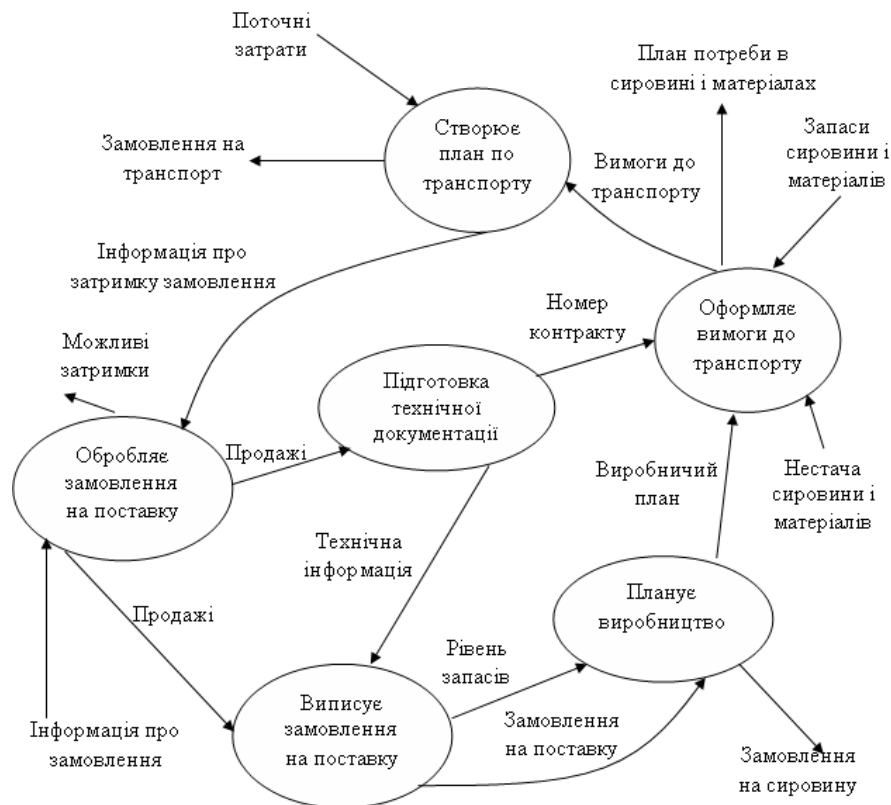 Поточні
затрати
План потреби в
сировині і матеріалах
Створює
план по
транспорту
Замовлення на
транспорт
Вимоги до
транспорту
Запаси
сировини і
матеріалів
Інформація про
затримку замовлення
Номер
контракту
Оформляє
вимоги до
транспорту
Можливі
затримки
Підготовка
технічної
документації
Обробляє
замовлення
на поставку
Продажі
Виробничий
план
Нестача
сировини і
матеріалів
Технічна
інформація
Планує
виробництво
Продажі
Рівень
запасів
Виписує
замовлення
на поставку
Замовлення
на поставку
Інформація про
замовлення
Замовлення
на сировину